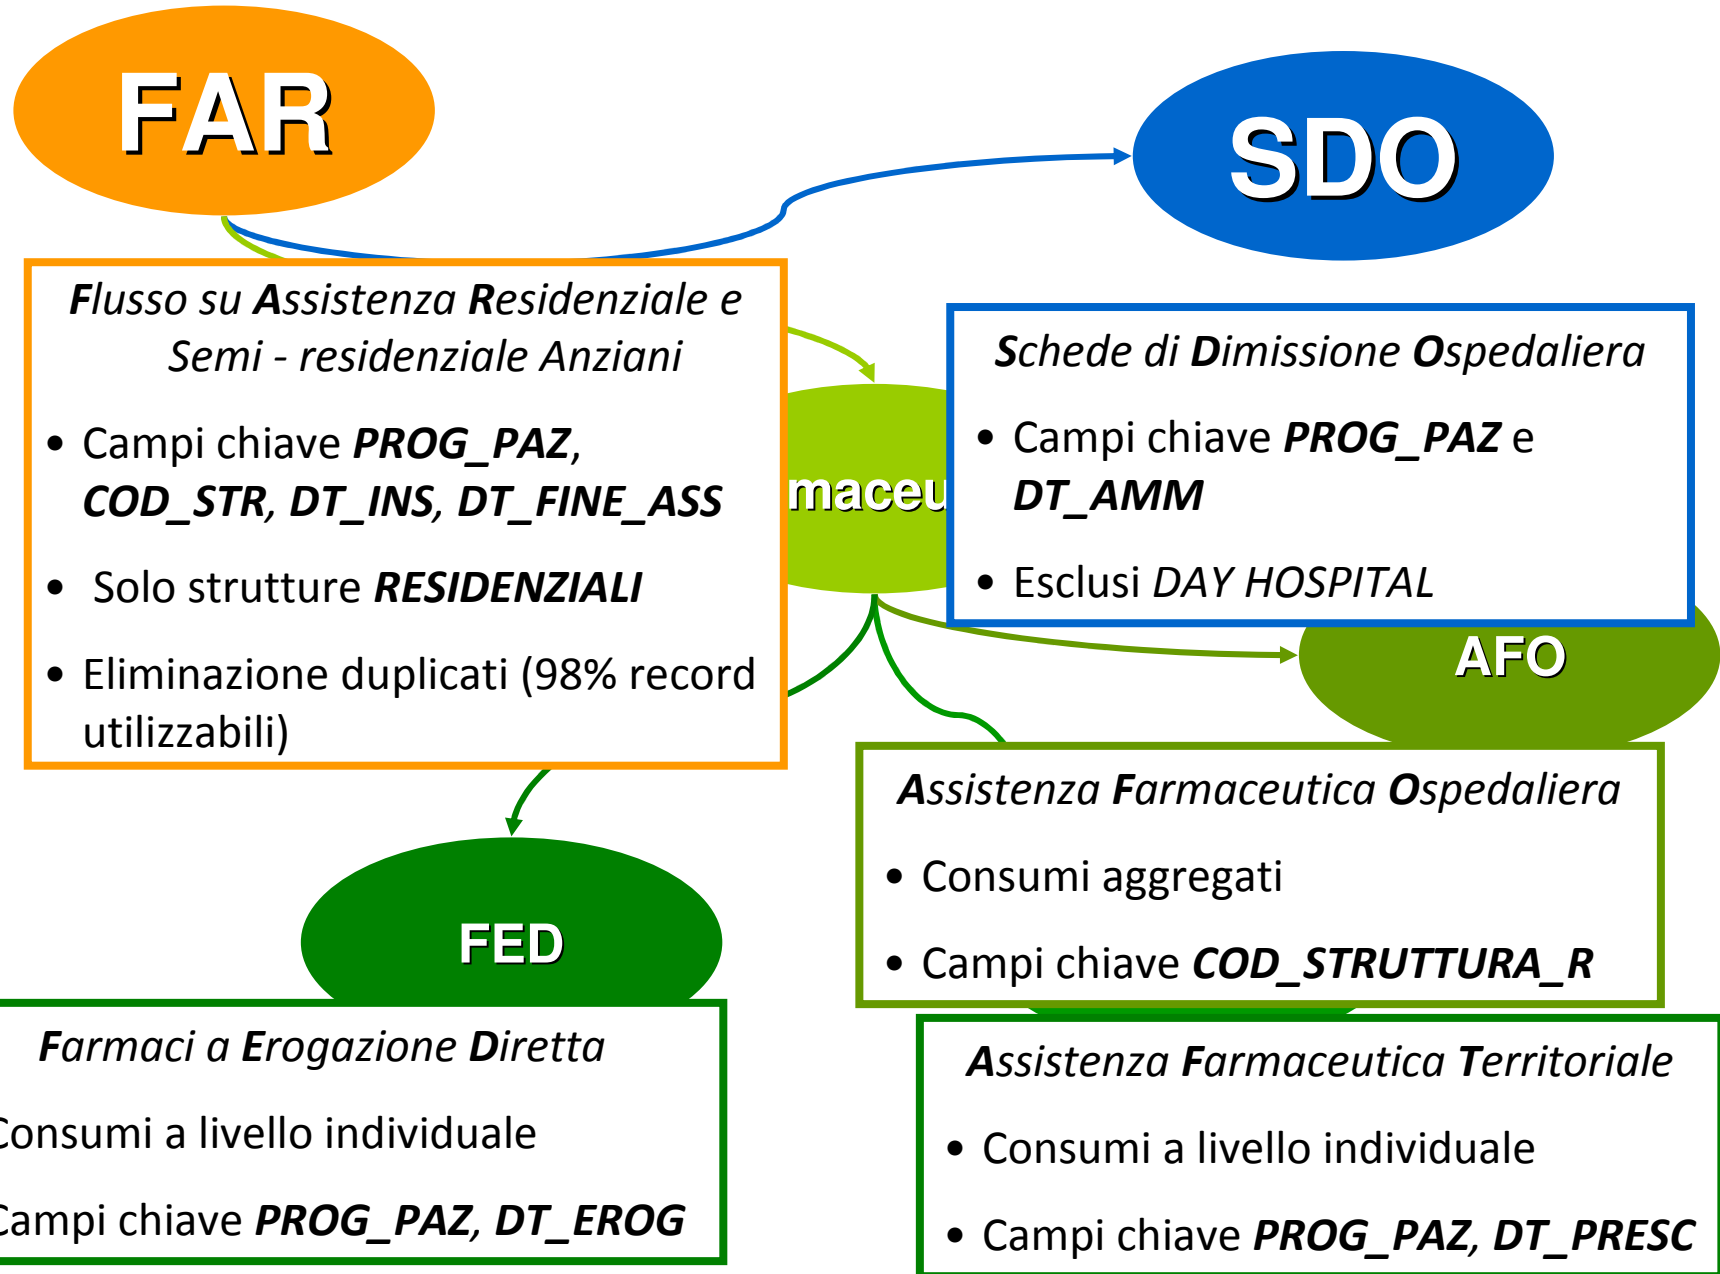 FAR
SDO
Flusso su Assistenza Residenziale e
Semi - residenziale Anziani
• Campi chiave PROG_PAZ,
COD_STR, DT_INS, DT_FINE_ASS
• Solo strutture RESIDENZIALI
• Eliminazione duplicati (98% record
utilizzabili)
Schede di Dimissione Ospedaliera
• Campi chiave PROG_PAZ e
DT_AMM
• Esclusi DAY HOSPITAL
maceu
AFO
Assistenza Farmaceutica Ospedaliera
• Consumi aggregati
• Campi chiave COD_STRUTTURA_R
FED
Farmaci a Erogazione Diretta
Consumi a livello individuale
Campi chiave PROG_PAZ, DT_EROG
Assistenza Farmaceutica Territoriale
• Consumi a livello individuale
• Campi chiave PROG_PAZ, DT_PRESC